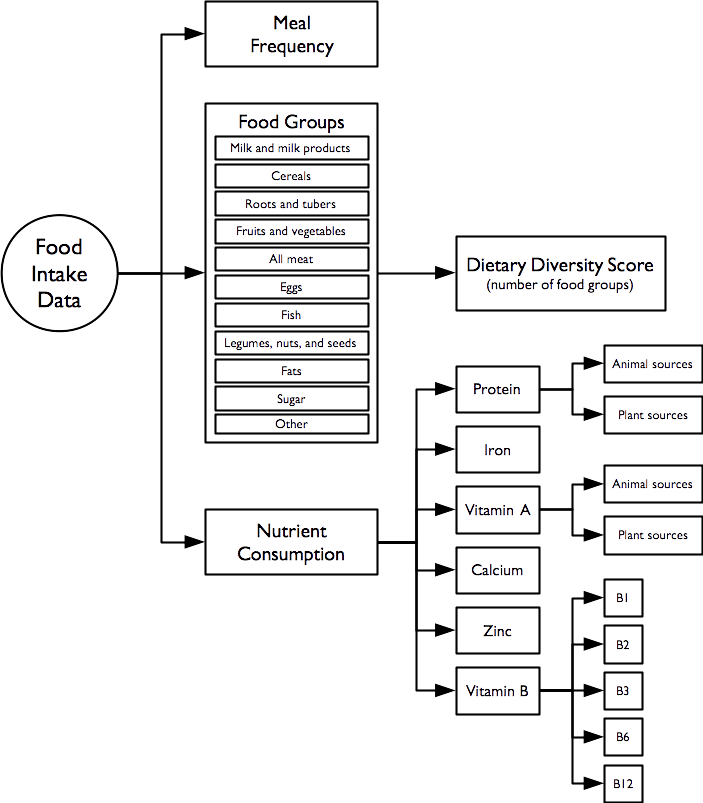 Meal
Frequency
Food Groups
Milk and milk products
Cereals
Roots and tubers
Fruits and vegetables
All meat
Eggs
Fish
Legumes, nuts, and seeds
Fats
Sugar
Other
Food
Intake
Data
Dietary Diversity Score
(number of food groups)
Nutrient
Consumption
Protein
Animal sources
Plant sources
Iron
Vitamin A
Animal sources
Plant sources
Calcium
Zinc
Vitamin B
B1
B2
B3
B6
B12